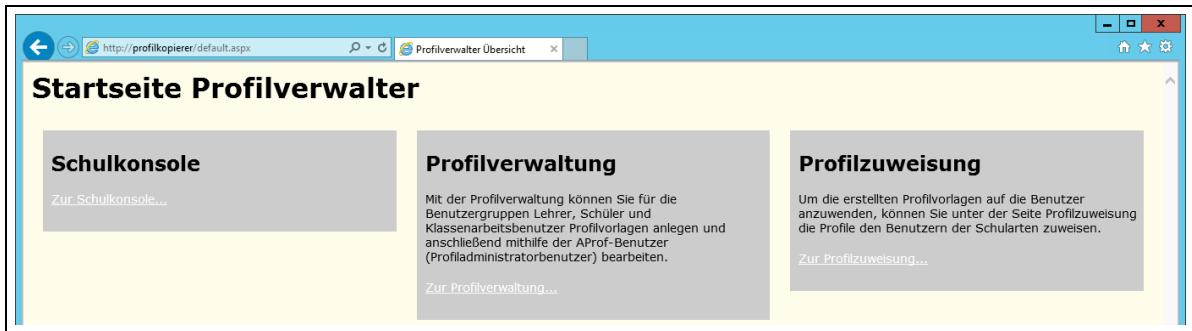 http://profilkopierer/default.aspx
Profilverwalter Übersicht
Startseite Profilverwalter
Schulkonsole
Zur Schulkonsole...
Profilverwaltung
Mit der Profilverwaltung können Sie für die
Benutzergruppen Lehrer, Schüler und
Klassenarbeitsbenutzer Profilvorlagen anlegen und
anschließend mithilfe der AProf-Benutzer
(Profiladministratorbenutzer) bearbeiten.
Zur Profilverwaltung...
Profilzuweisung
Um die erstellten Profilvorlagen auf die Benutzer
anzuwenden, können Sie unter der Seite Profilzuweisung
die Profile den Benutzern der Schularten zuweisen.
Zur Profilzuweisung...